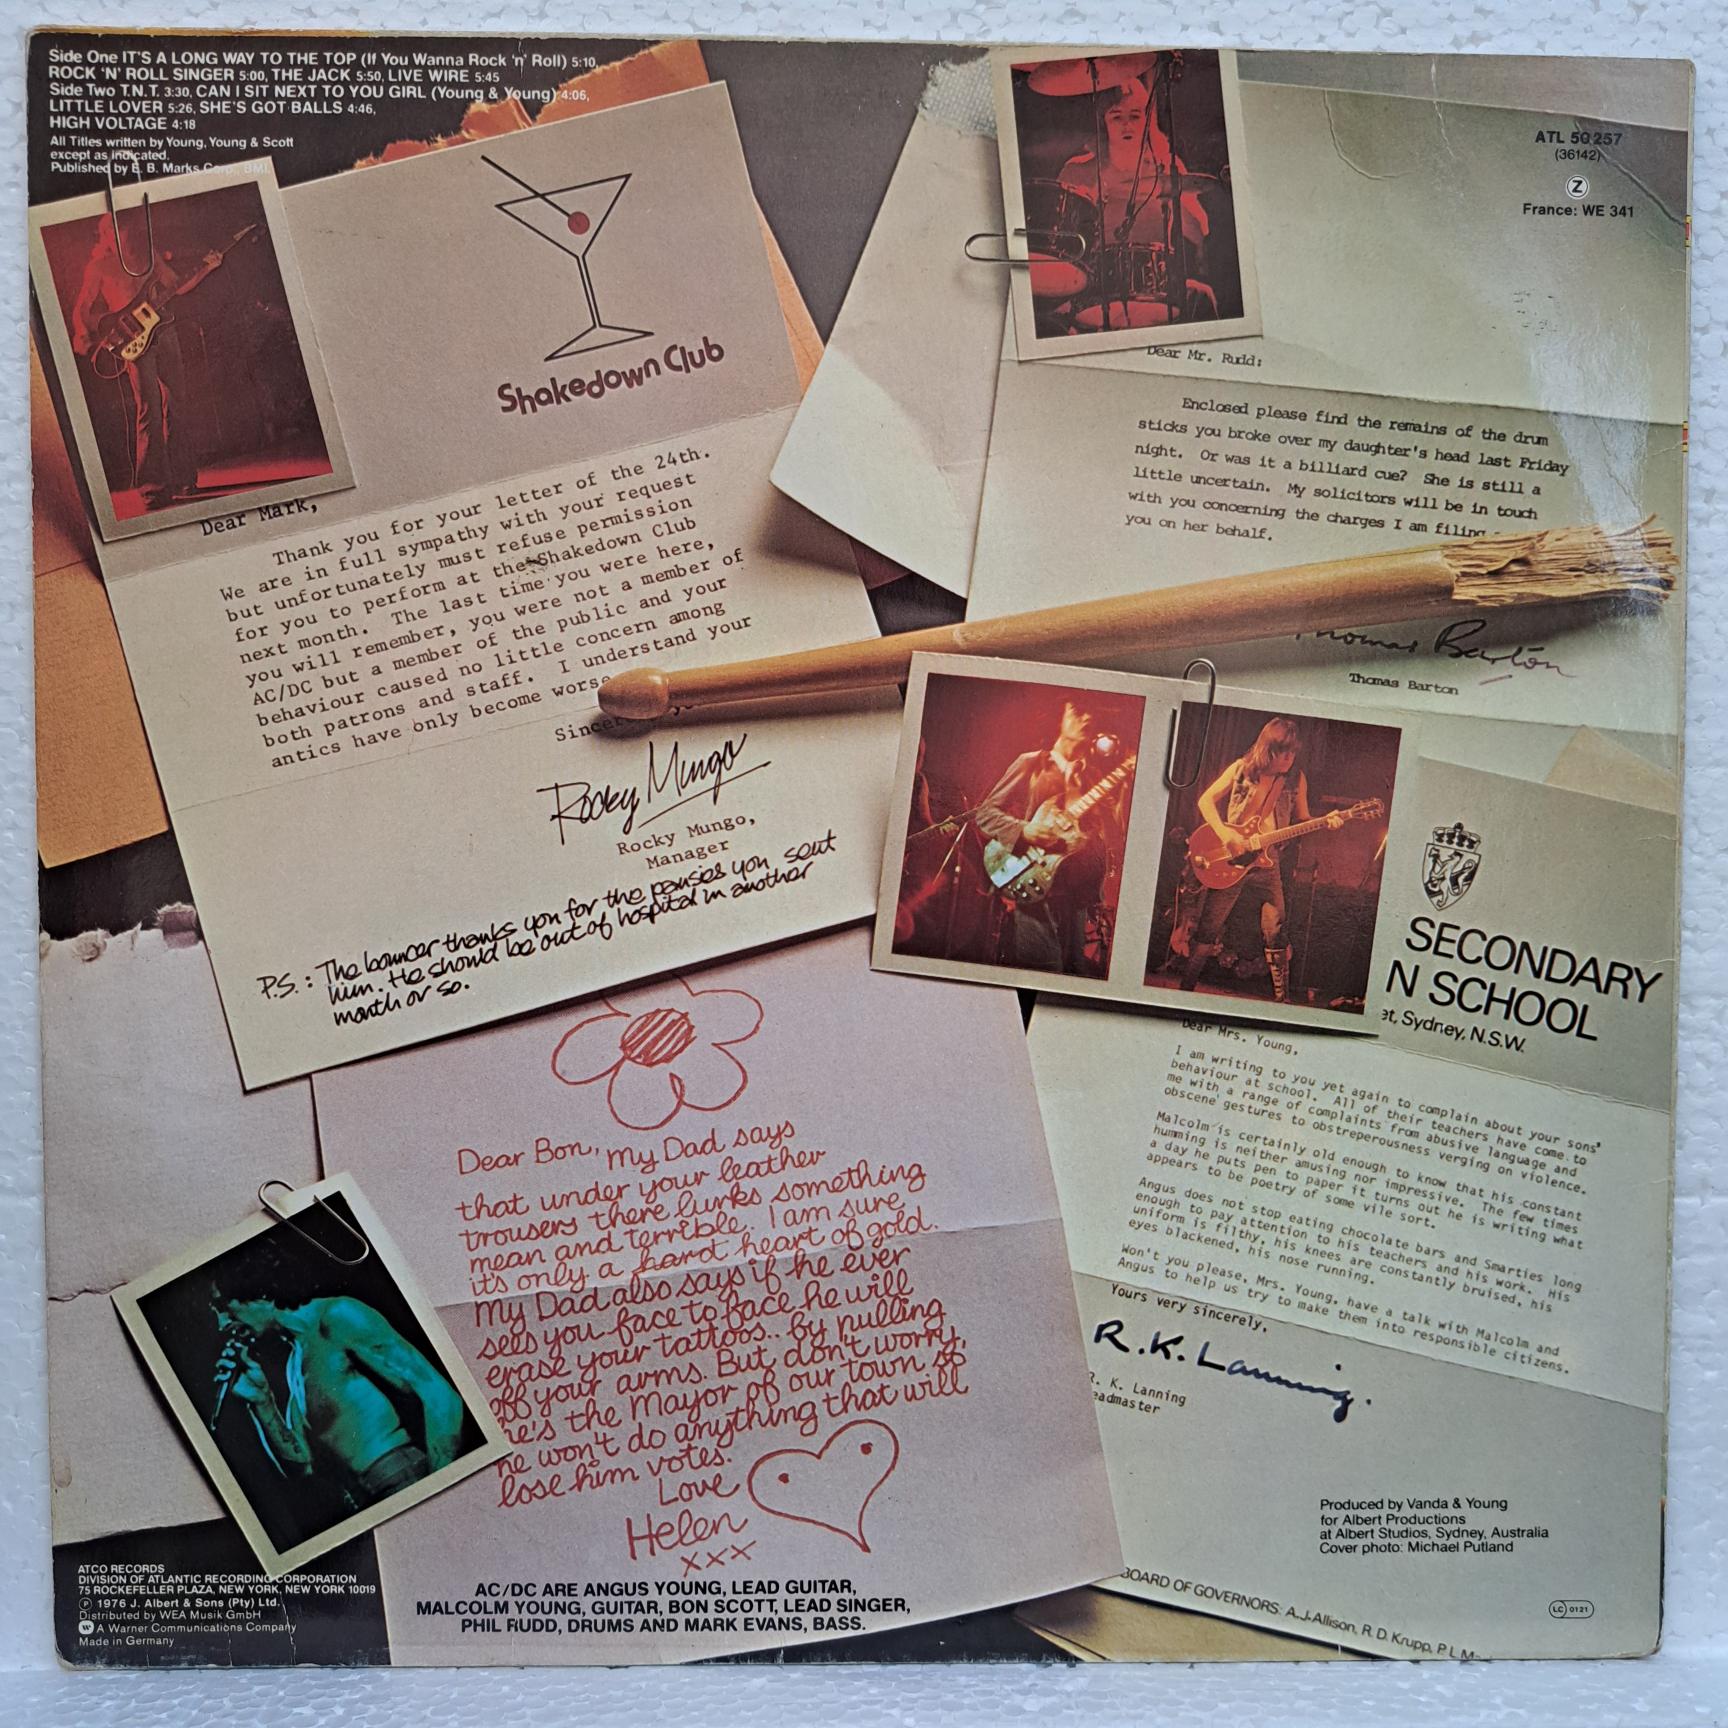 Side One IT'S A LONG WAY TO THE TOP (If You Wanna Rock 'n' Roll) 5:10,
ROCK 'N' ROLL SINGER 5:00, THE JACK 5:50, LIVE WIRE 5:45
Side Two T.N.T. 3:30, CAN I SIT NEXT TO YOU GIRL (Young & Young) 4:06,
LITTLE LOVER 5:26, SHE'S GOT BALLS 4:46,
HIGH VOLTAGE 4:18
All Titles written by Young, Young & Scott
except as indicated.
Published by E. B. Marks Corp., BMI.
Shakedown Club
Dear Mark,
Thank you for your letter of the 24th.
We are in full sympathy with your request
but unfortunately must refuse permission
for you to perform at the Shakedown Club
next month. The last time you were here,
you will remember, you were not a member of
AC/DC but a member of the public and your
behaviour caused no little concern among
both patrons and staff. I understand your
antics have only become worse
Rocky Mungo
Rocky Mungo,
Manager
P.S.: The bouncer thanks you for the pansies you sent
him. He should be out of hospital in another
month or so.
ATL 50 257
(36142)
Z
France: WE 341
Dear Mr. Rudd:
Enclosed please find the remains of the drum
sticks you broke over my daughter's head last Friday
night. Or was it a billiard cue? She is still a
little uncertain. My solicitors will be in touch
with you concerning the charges I am filing
you on her behalf.
Thomas Barton
Thomas Barton
SECONDARY
N SCHOOL
et, Sydney, N.S.W.
Dear Mrs. Young,
I am writing to you yet again to complain about your sons'
behaviour at school. All of their teachers have come to
me with a range of complaints from abusive language and
obscene gestures to obstreperousness verging on violence.
Malcolm is certainly old enough to know that his constant
humming is neither amusing nor impressive. The few times
a day he puts pen to paper it turns out he is writing what
appears to be poetry of some vile sort.
Angus does not stop eating chocolate bars and Smarties long
enough to pay attention to his teachers and his work. His
uniform is filthy, his knees are constantly bruised, his
eyes blackened, his nose running.
Won't you please, Mrs. Young, have a talk with Malcolm and
Angus to help us try to make them into responsible citizens.
Yours very sincerely,
R.K. Lanning.
R. K. Lanning
eadmaster
Dear Bon, my Dad says
that under your leather
trousers there lurks something
mean and terrible. I am sure
it's only a hard heart of gold.
My Dad also says if he ever
sees you face to face he will
erase your tattoos.. by pulling
off your arms. But don't worry,
he's the Mayor of our town so
he won't do anything that will
lose him votes.
Love
Helen
xxx
Produced by Vanda & Young
for Albert Productions
at Albert Studios, Sydney, Australia
Cover photo: Michael Putland
BOARD OF GOVERNORS: A.J. Allison, R.D. Krupp, P.L.M
LC 0121
ATCO RECORDS
DIVISION OF ATLANTIC RECORDING CORPORATION
75 ROCKEFELLER PLAZA, NEW YORK, NEW YORK 10019
℗ 1976 J. Albert & Sons (Pty) Ltd.
Distributed by WEA Musik GmbH
W A Warner Communications Company
Made in Germany
AC/DC ARE ANGUS YOUNG, LEAD GUITAR,
MALCOLM YOUNG, GUITAR, BON SCOTT, LEAD SINGER,
PHIL RUDD, DRUMS AND MARK EVANS, BASS.